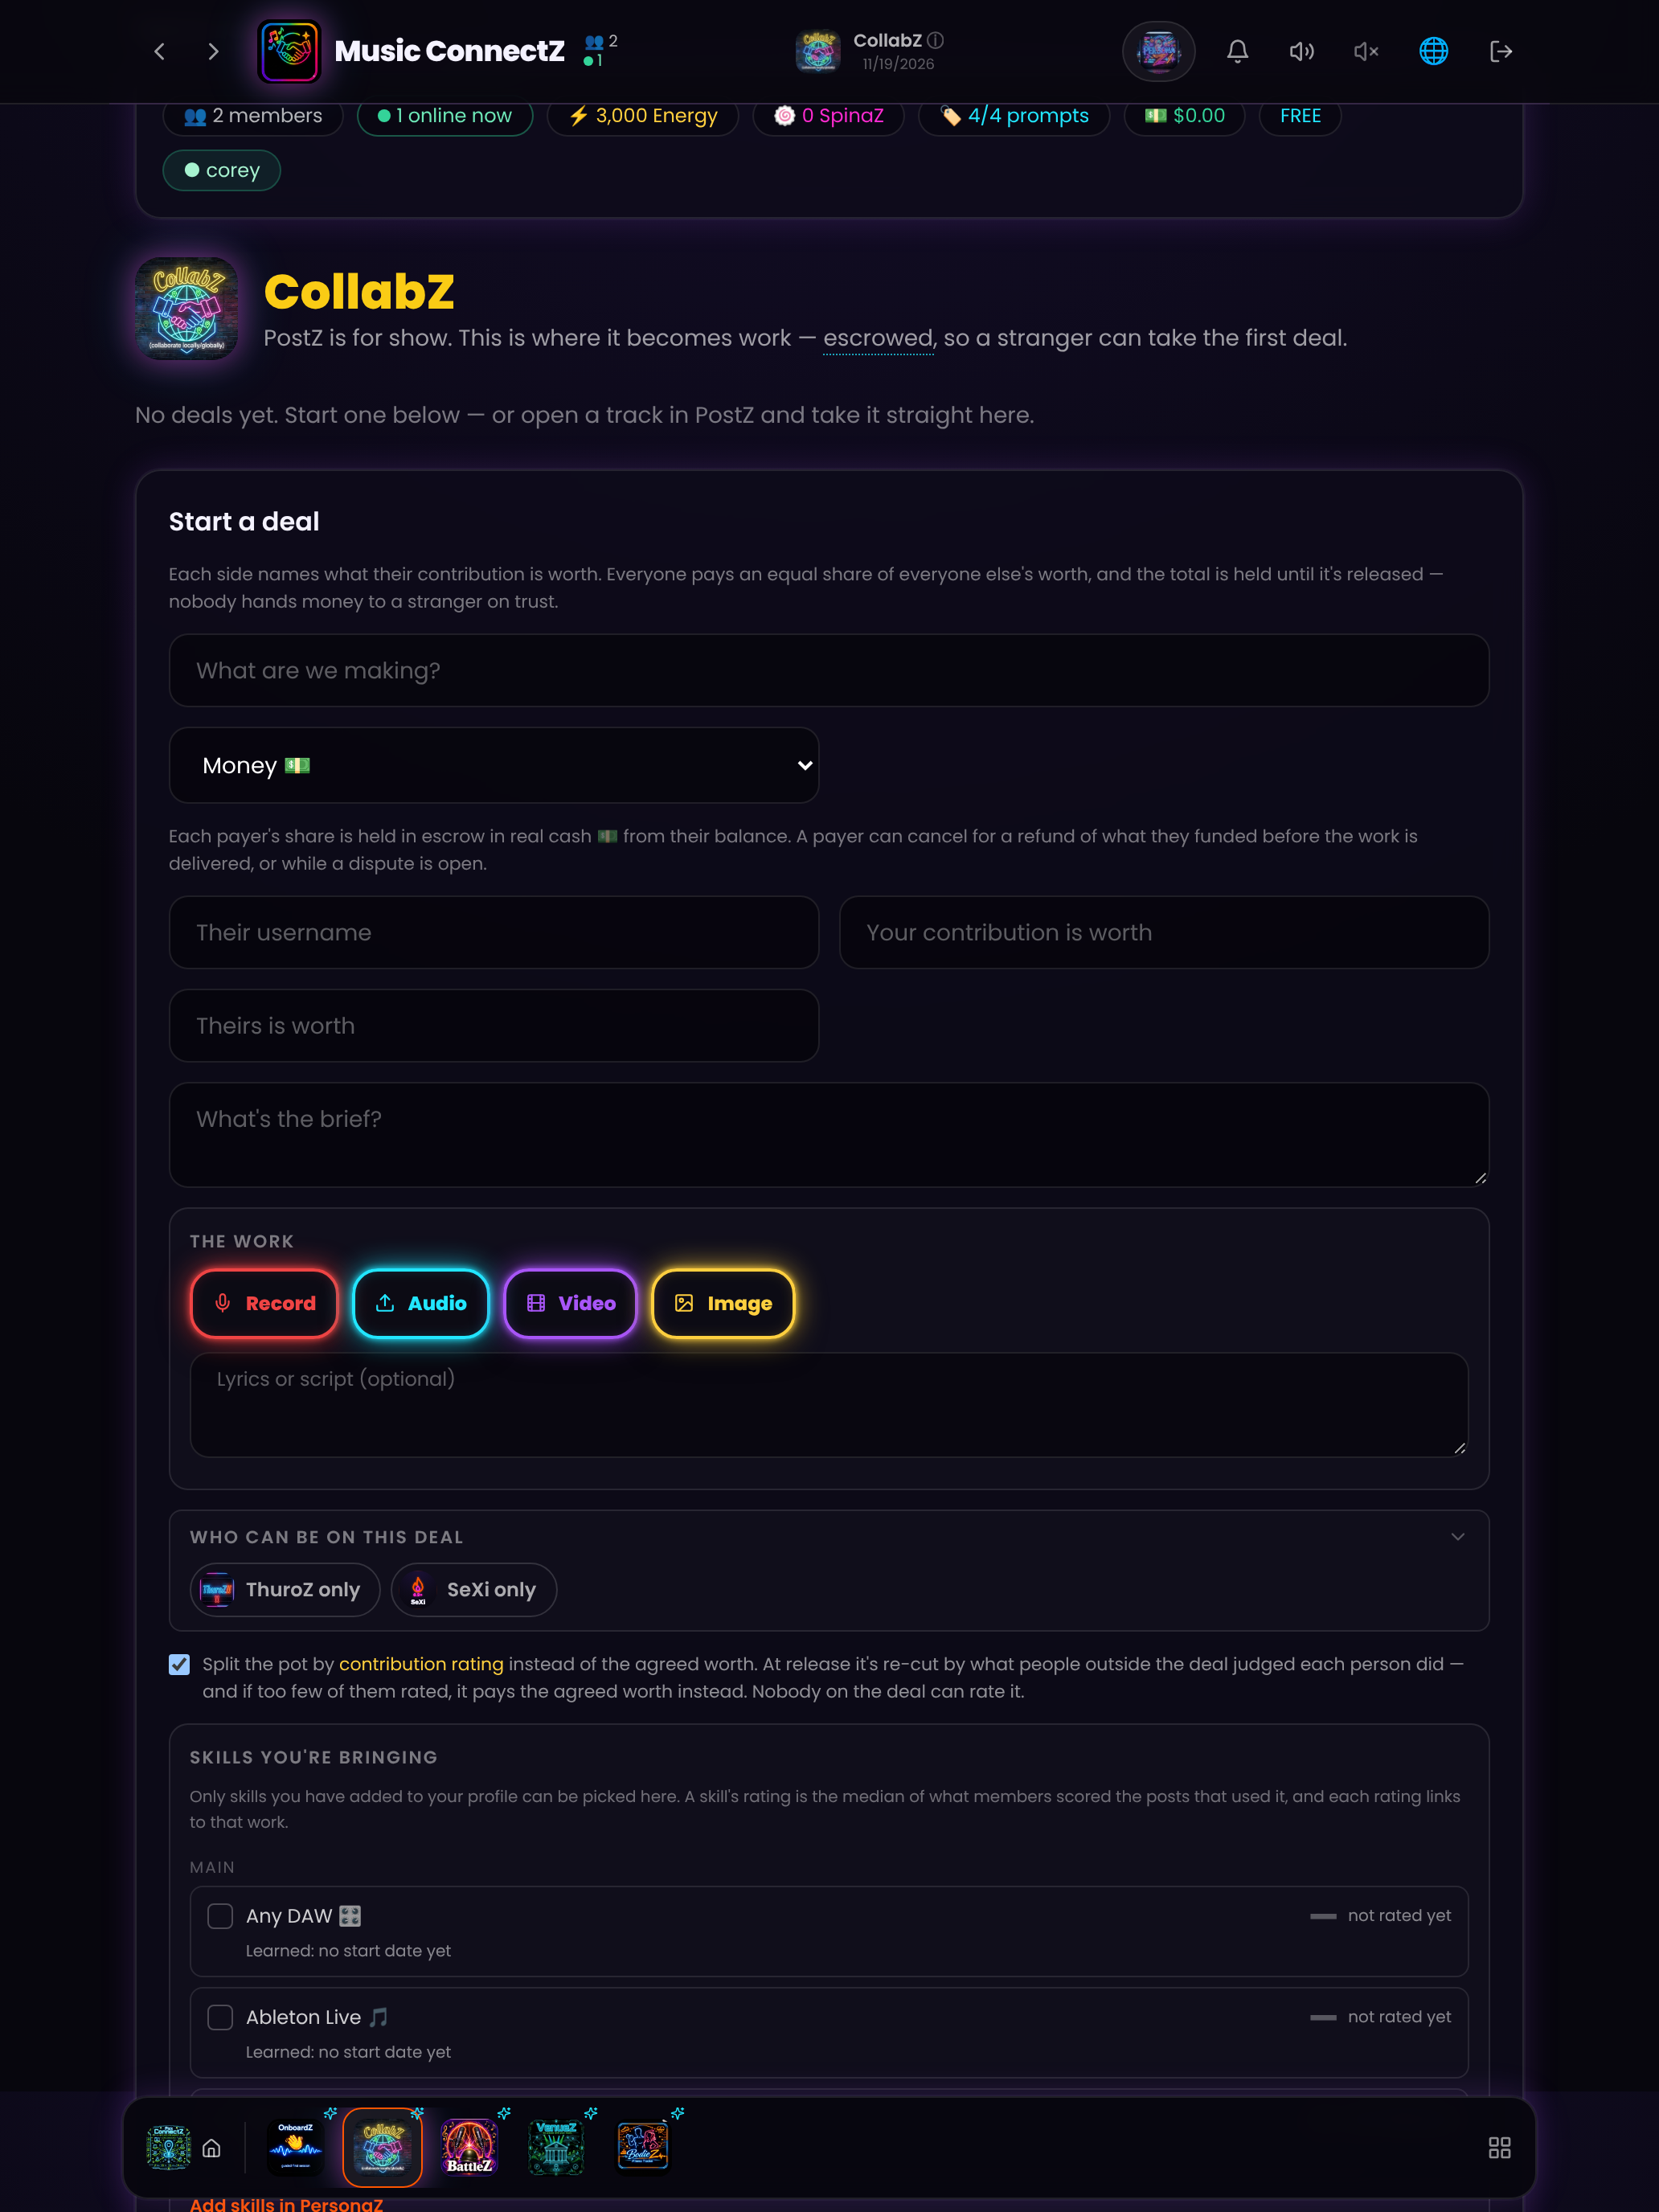 Music ConnectZ
👥 2
1
CollabZ ⓘ
11/19/2026
👥 2 members
1 online now
⚡ 3,000 Energy
🍥 0 SpinaZ
🏷️ 4/4 prompts
💵 $0.00
FREE
corey
CollabZ
(collaborate locally/globally)
CollabZ
PostZ is for show. This is where it becomes work — escrowed, so a stranger can take the first deal.
No deals yet. Start one below — or open a track in PostZ and take it straight here.
Start a deal
Each side names what their contribution is worth. Everyone pays an equal share of everyone else's worth, and the total is held until it's released —
nobody hands money to a stranger on trust.
What are we making?
Money 💵
Each payer's share is held in escrow in real cash 💵 from their balance. A payer can cancel for a refund of what they funded before the work is
delivered, or while a dispute is open.
Their username
Your contribution is worth
Theirs is worth
What's the brief?
THE WORK
Record
Audio
Video
Image
Lyrics or script (optional)
WHO CAN BE ON THIS DEAL
ThuroZ only
SeXi
SeXi only
Split the pot by contribution rating instead of the agreed worth. At release it's re-cut by what people outside the deal judged each person did —
and if too few of them rated, it pays the agreed worth instead. Nobody on the deal can rate it.
SKILLS YOU'RE BRINGING
Only skills you have added to your profile can be picked here. A skill's rating is the median of what members scored the posts that used it, and each rating links
to that work.
MAIN
Any DAW 🎛️
not rated yet
Learned: no start date yet
Ableton Live 🎵
not rated yet
Learned: no start date yet
ConnectZ
OnboardZ
CollabZ
BattleZ
VenueZ
BodieZ
Add skills in PersonaZ